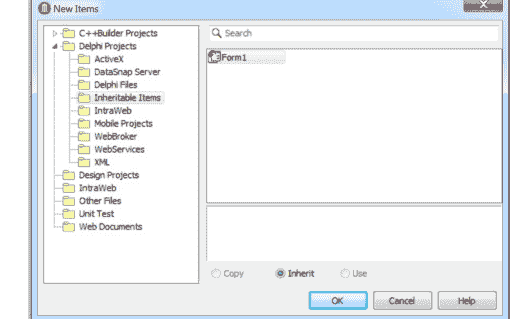 New Items
C++Builder Projects
Delphi Projects
ActiveX
DataSnap Server
Delphi Files
Inheritable Items
IntraWeb
Mobile Projects
WebBroker
WebServices
XML
Design Projects
IntraWeb
Other Files
Unit Test
Web Documents
Search
Form1
Copy Inherit Use
OK Cancel Help